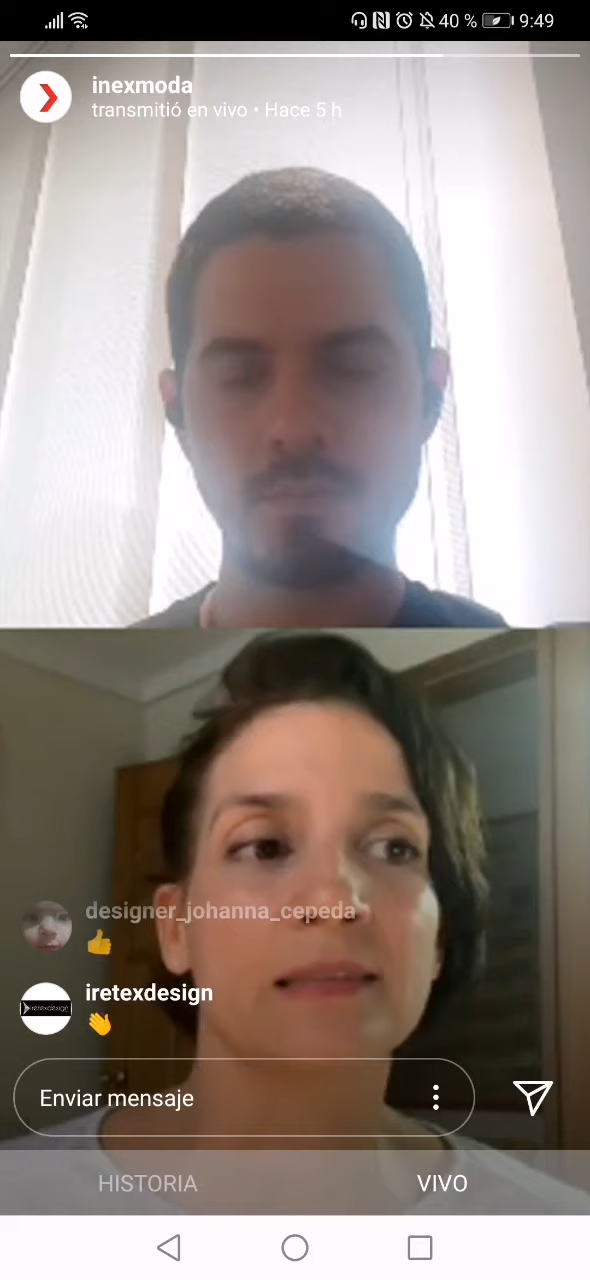 40 % 9:49
inexmoda
transmitió en vivo • Hace 5 h
designer_johanna_cepeda
👍
iretexdesign
👋
Enviar mensaje
HISTORIA VIVO